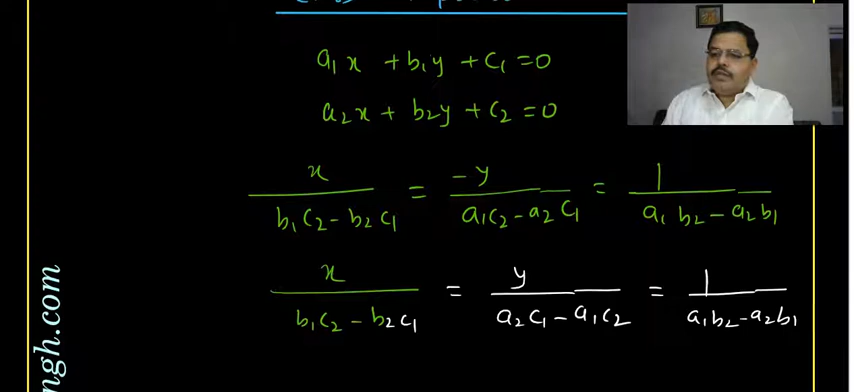 a₁x + b₁y + c₁ = 0
a₂x + b₂y + c₂ = 0
x / (b₁c₂ - b₂c₁) = -y / (a₁c₂ - a₂c₁) = 1 / (a₁b₂ - a₂b₁)
x / (b₁c₂ - b₂c₁) = y / (a₂c₁ - a₁c₂) = 1 / (a₁b₂ - a₂b₁)
ngh.com